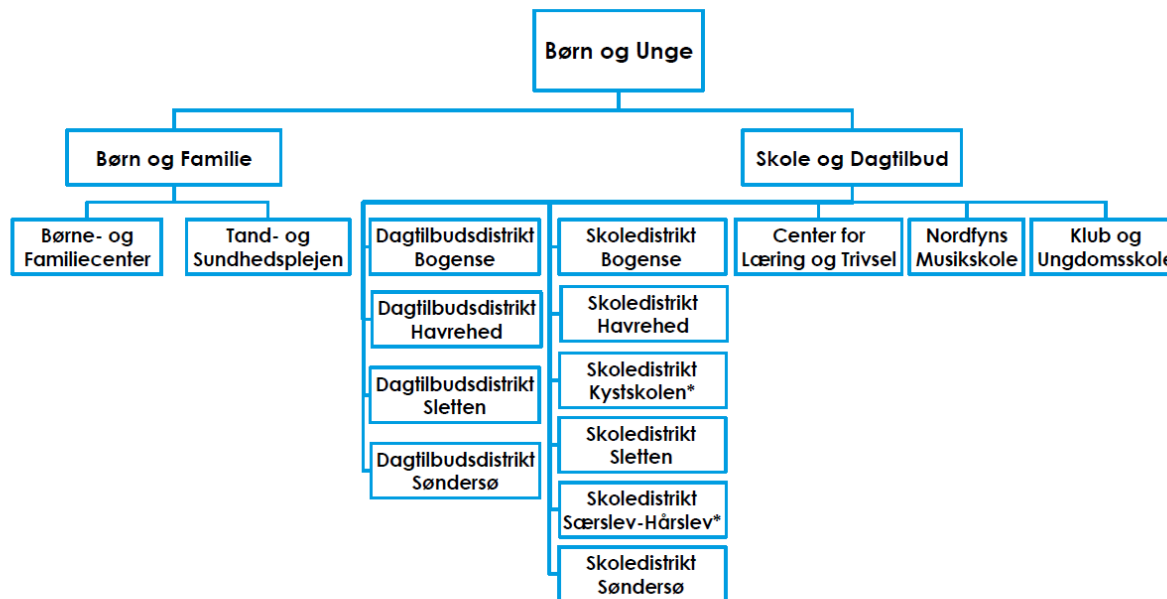 Børn og Unge
Børn og Familie
Skole og Dagtilbud
Børne- og
Familiecenter
Tand- og
Sundhedsplejen
Dagtilbudsdistrikt
Bogense
Dagtilbudsdistrikt
Havrehed
Dagtilbudsdistrikt
Sletten
Dagtilbudsdistrikt
Søndersø
Skoledistrikt
Bogense
Skoledistrikt
Havrehed
Skoledistrikt
Kystskolen*
Skoledistrikt
Sletten
Skoledistrikt
Særslev-Hårslev*
Skoledistrikt
Søndersø
Center for
Læring og Trivsel
Nordfyns
Musikskole
Klub og
Ungdomsskole